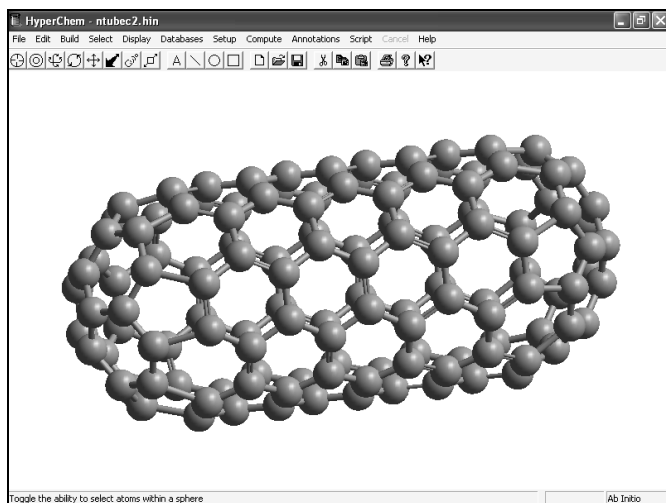 HyperChem - ntubec2.hin
File Edit Build Select Display Databases Setup Compute Annotations Script Cancel Help
A
Toggle the ability to select atoms within a sphere
Ab Initio